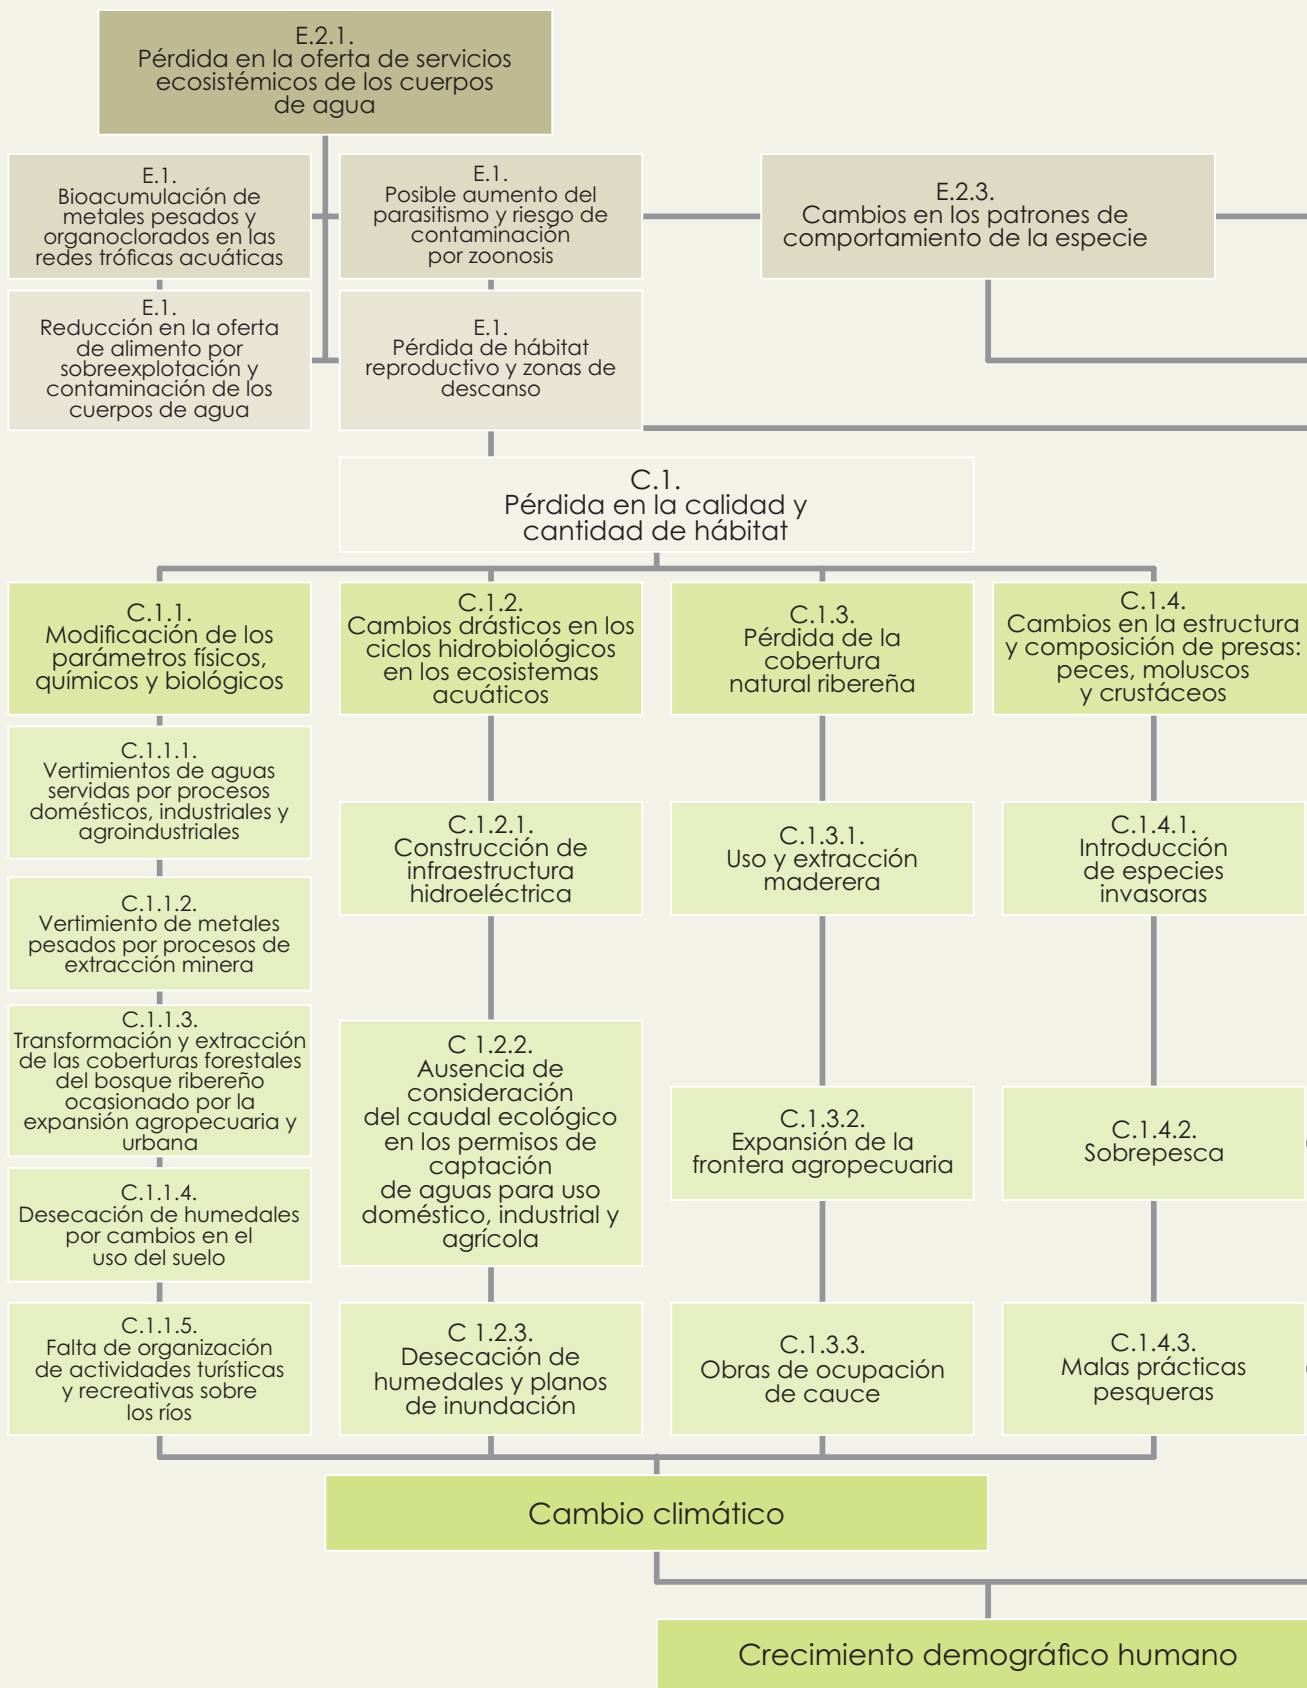 E.2.1.
Pérdida en la oferta de servicios
ecosistémicos de los cuerpos
de agua
E.1.
Bioacumulación de
metales pesados y
organoclorados en las
redes tróficas acuáticas
E.1.
Posible aumento del
parasitismo y riesgo de
contaminación
por zoonosis
E.2.3.
Cambios en los patrones de
comportamiento de la especie
E.1.
Reducción en la oferta
de alimento por
sobreexplotación y
contaminación de los
cuerpos de agua
E.1.
Pérdida de hábitat
reproductivo y zonas de
descanso
C.1.
Pérdida en la calidad y
cantidad de hábitat
C.1.1.
Modificación de los
parámetros físicos,
químicos y biológicos
C.1.2.
Cambios drásticos en los
ciclos hidrobiológicos
en los ecosistemas
acuáticos
C.1.3.
Pérdida de la
cobertura
natural ribereña
C.1.4.
Cambios en la estructura
y composición de presas:
peces, moluscos
y crustáceos
C.1.1.1.
Vertimientos de aguas
servidas por procesos
domésticos, industriales y
agroindustriales
C.1.1.2.
Vertimiento de metales
pesados por procesos de
extracción minera
C.1.1.3.
Transformación y extracción
de las coberturas forestales
del bosque ribereño
ocasionado por la
expansión agropecuaria y
urbana
C.1.1.4.
Desecación de humedales
por cambios en el
uso del suelo
C.1.1.5.
Falta de organización
de actividades turísticas
y recreativas sobre
los ríos
C.1.2.1.
Construcción de
infraestructura
hidroeléctrica
C 1.2.2.
Ausencia de
consideración
del caudal ecológico
en los permisos de
captación
de aguas para uso
doméstico, industrial y
agrícola
C 1.2.3.
Desecación de
humedales y planos
de inundación
C.1.3.1.
Uso y extracción
maderera
C.1.3.2.
Expansión de la
frontera agropecuaria
C.1.3.3.
Obras de ocupación
de cauce
C.1.4.1.
Introducción
de especies
invasoras
C.1.4.2.
Sobrepesca
C.1.4.3.
Malas prácticas
pesqueras
Cambio climático
Crecimiento demográfico humano